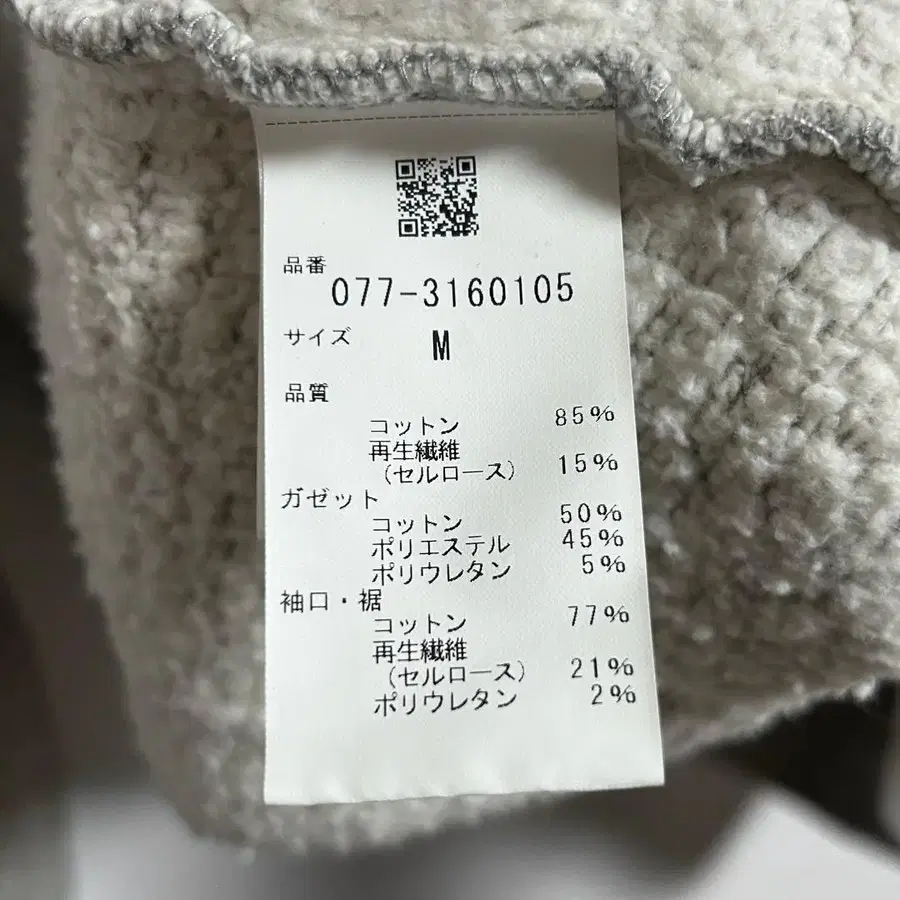 品番
077-3160105
サイズ
M
品質
コットン 85%
再生繊維
(セルロース) 15%
ガゼット
コットン 50%
ポリエステル 45%
ポリウレタン 5%
袖口・裾
コットン 77%
再生繊維
(セルロース) 21%
ポリウレタン 2%